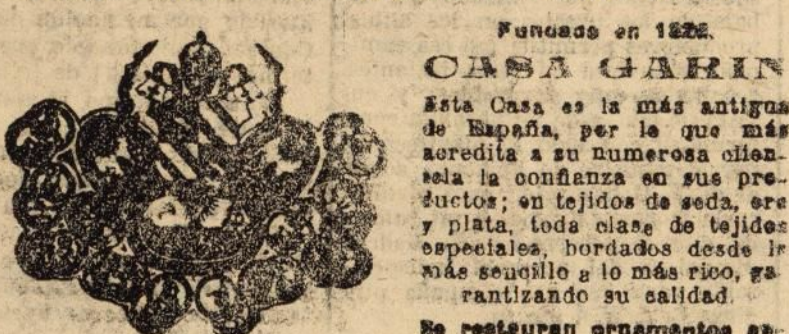 Fundada en
CASA GARIN
Esta Casa es la más antigua
de España, por lo que más
acredita a su numerosa clien-
tela la confianza en sus pro-
ductos; en tejidos de seda, oro
y plata, toda clase de tejidos
especiales, bordados desde lo
más sencillo a lo más rico, ga-
rantizando su calidad.
Se restauran ornamentos